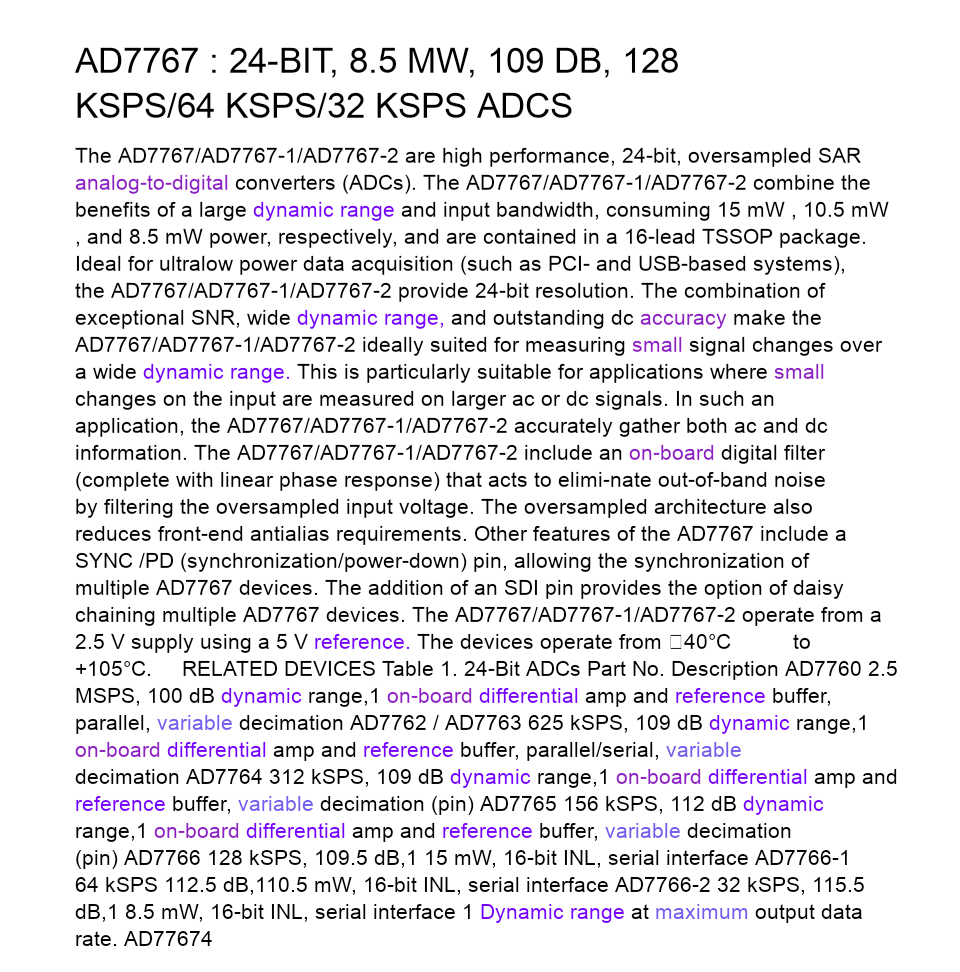 AD7767 : 24-BIT, 8.5 MW, 109 DB, 128
KSPS/64 KSPS/32 KSPS ADCS
The AD7767/AD7767-1/AD7767-2 are high performance, 24-bit, oversampled SAR
analog-to-digital converters (ADCs). The AD7767/AD7767-1/AD7767-2 combine the
benefits of a large dynamic range and input bandwidth, consuming 15 mW , 10.5 mW
, and 8.5 mW power, respectively, and are contained in a 16-lead TSSOP package.
Ideal for ultralow power data acquisition (such as PCI- and USB-based systems),
the AD7767/AD7767-1/AD7767-2 provide 24-bit resolution. The combination of
exceptional SNR, wide dynamic range, and outstanding dc accuracy make the
AD7767/AD7767-1/AD7767-2 ideally suited for measuring small signal changes over
a wide dynamic range. This is particularly suitable for applications where small
changes on the input are measured on larger ac or dc signals. In such an
application, the AD7767/AD7767-1/AD7767-2 accurately gather both ac and dc
information. The AD7767/AD7767-1/AD7767-2 include an on-board digital filter
(complete with linear phase response) that acts to elimi-nate out-of-band noise
by filtering the oversampled input voltage. The oversampled architecture also
reduces front-end antialias requirements. Other features of the AD7767 include a
SYNC /PD (synchronization/power-down) pin, allowing the synchronization of
multiple AD7767 devices. The addition of an SDI pin provides the option of daisy
chaining multiple AD7767 devices. The AD7767/AD7767-1/AD7767-2 operate from a
2.5 V supply using a 5 V reference. The devices operate from □40°C to
+105°C. RELATED DEVICES Table 1. 24-Bit ADCs Part No. Description AD7760 2.5
MSPS, 100 dB dynamic range,1 on-board differential amp and reference buffer,
parallel, variable decimation AD7762 / AD7763 625 kSPS, 109 dB dynamic range,1
on-board differential amp and reference buffer, parallel/serial, variable
decimation AD7764 312 kSPS, 109 dB dynamic range,1 on-board differential amp and
reference buffer, variable decimation (pin) AD7765 156 kSPS, 112 dB dynamic
range,1 on-board differential amp and reference buffer, variable decimation
(pin) AD7766 128 kSPS, 109.5 dB,1 15 mW, 16-bit INL, serial interface AD7766-1
64 kSPS 112.5 dB,110.5 mW, 16-bit INL, serial interface AD7766-2 32 kSPS, 115.5
dB,1 8.5 mW, 16-bit INL, serial interface 1 Dynamic range at maximum output data
rate. AD77674